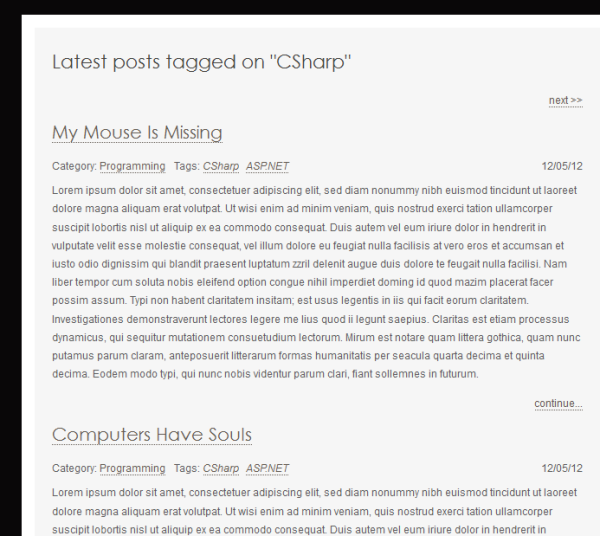 Latest posts tagged on "CSharp"
next >>
My Mouse Is Missing
Category: Programming Tags: CSharp ASP.NET 12/05/12
Lorem ipsum dolor sit amet, consectetuer adipiscing elit, sed diam nonummy nibh euismod tincidunt ut laoreet
dolore magna aliquam erat volutpat. Ut wisi enim ad minim veniam, quis nostrud exerci tation ullamcorper
suscipit lobortis nisl ut aliquip ex ea commodo consequat. Duis autem vel eum iriure dolor in hendrerit in
vulputate velit esse molestie consequat, vel illum dolore eu feugiat nulla facilisis at vero eros et accumsan et
iusto odio dignissim qui blandit praesent luptatum zzril delenit augue duis dolore te feugait nulla facilisi. Nam
liber tempor cum soluta nobis eleifend option congue nihil imperdiet doming id quod mazim placerat facer
possim assum. Typi non habent claritatem insitam; est usus legentis in iis qui facit eorum claritatem.
Investigationes demonstraverunt lectores legere me lius quod ii legunt saepius. Claritas est etiam processus
dynamicus, qui sequitur mutationem consuetudium lectorum. Mirum est notare quam littera gothica, quam nunc
putamus parum claram, anteposuerit litterarum formas humanitatis per seacula quarta decima et quinta
decima. Eodem modo typi, qui nunc nobis videntur parum clari, fiant sollemnes in futurum.
continue...
Computers Have Souls
Category: Programming Tags: CSharp ASP.NET 12/05/12
Lorem ipsum dolor sit amet, consectetuer adipiscing elit, sed diam nonummy nibh euismod tincidunt ut laoreet
dolore magna aliquam erat volutpat. Ut wisi enim ad minim veniam, quis nostrud exerci tation ullamcorper
suscipit lobortis nisl ut aliquip ex ea commodo consequat. Duis autem vel eum iriure dolor in hendrerit in